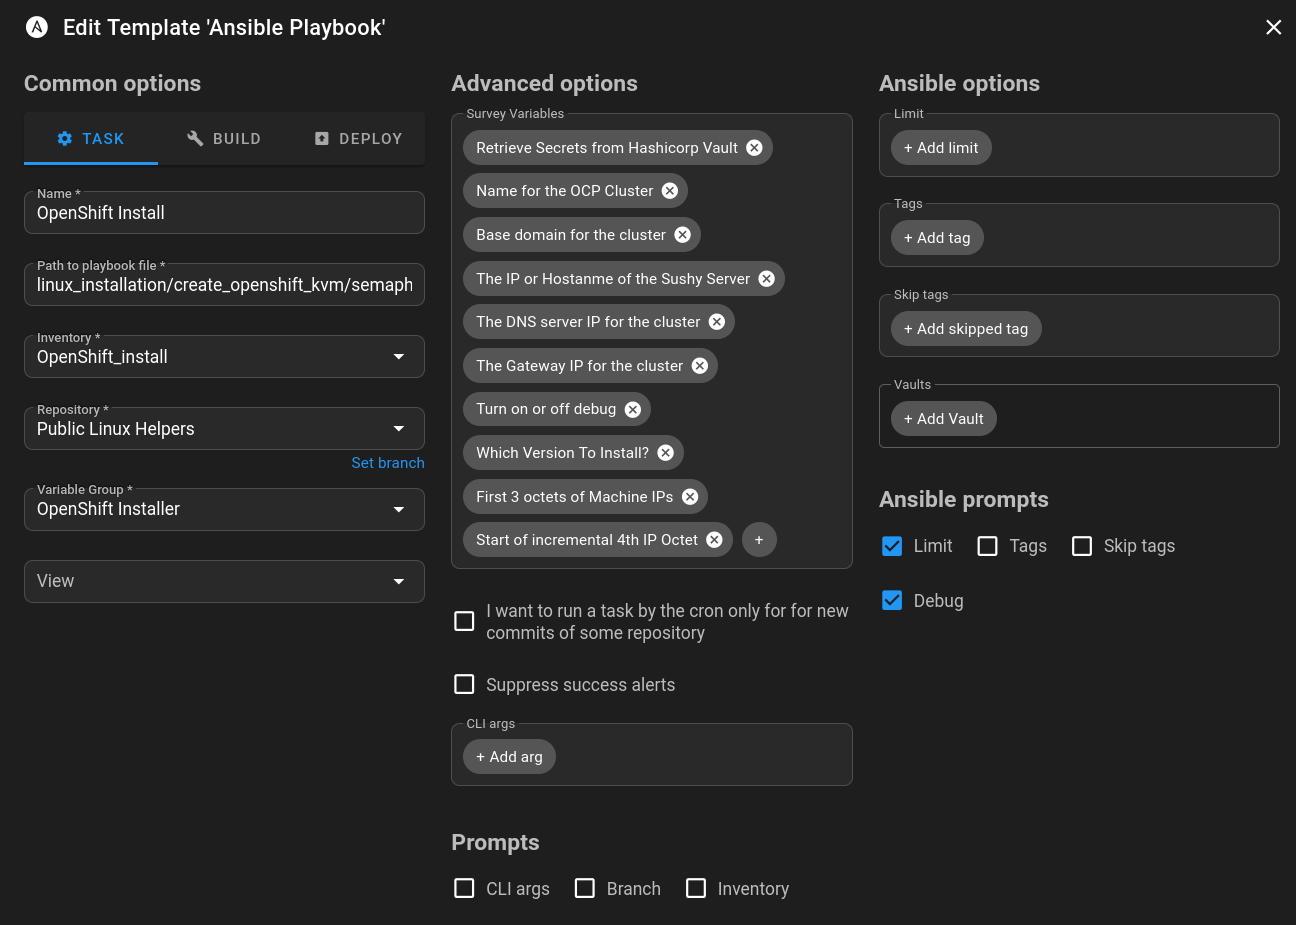 Edit Template 'Ansible Playbook'
Common options
TASK
BUILD
DEPLOY
Name *
OpenShift Install
Path to playbook file *
linux_installation/create_openshift_kvm/semaph
Inventory *
OpenShift_install
Repository *
Public Linux Helpers
Set branch
Variable Group *
OpenShift Installer
View
Advanced options
Survey Variables
Retrieve Secrets from Hashicorp Vault
Name for the OCP Cluster
Base domain for the cluster
The IP or Hostanme of the Sushy Server
The DNS server IP for the cluster
The Gateway IP for the cluster
Turn on or off debug
Which Version To Install?
First 3 octets of Machine IPs
Start of incremental 4th IP Octet
+
I want to run a task by the cron only for for new
commits of some repository
Suppress success alerts
CLI args
+ Add arg
Prompts
CLI args
Branch
Inventory
Ansible options
Limit
+ Add limit
Tags
+ Add tag
Skip tags
+ Add skipped tag
Vaults
+ Add Vault
Ansible prompts
Limit
Tags
Skip tags
Debug